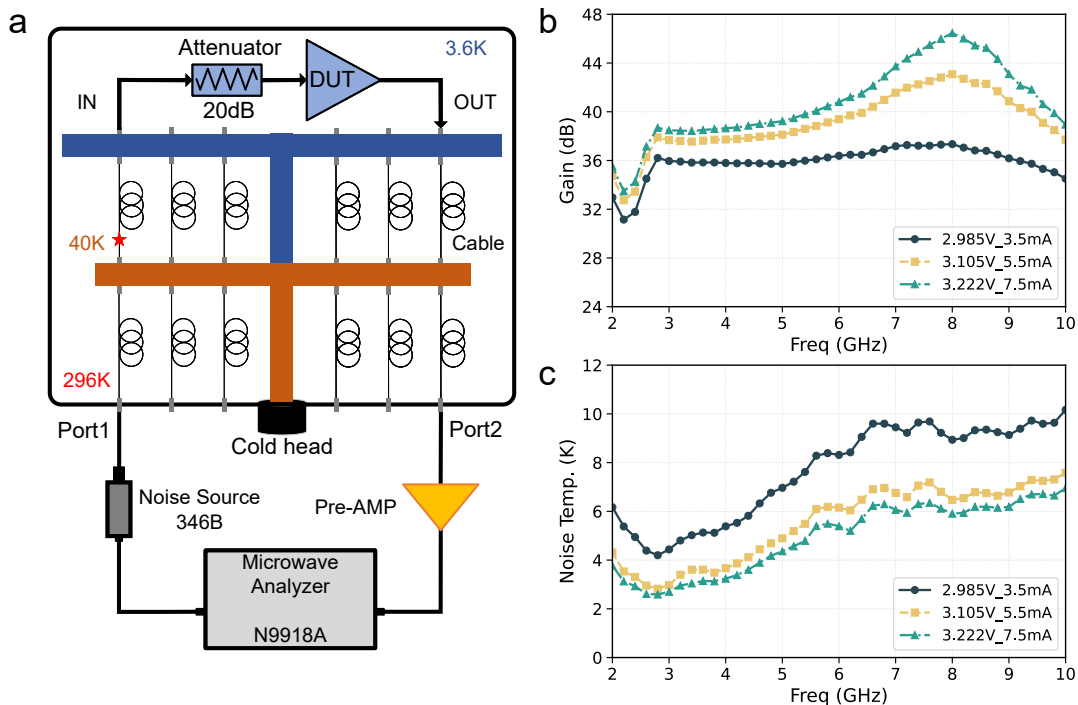 a
Attenuator
3.6K
DUT
IN
20dB
OUT
40K
Cable
296K
Port1
Cold head
Port2
Noise Source
346B
Pre-AMP
Microwave
Analyzer
N9918A
b
48
44
40
36
32
28
24
Gain (dB)
2.985V_3.5mA
3.105V_5.5mA
3.222V_7.5mA
2 3 4 5 6 7 8 9 10
Freq (GHz)
c
12
10
8
6
4
2
0
Noise Temp. (K)
2.985V_3.5mA
3.105V_5.5mA
3.222V_7.5mA
2 3 4 5 6 7 8 9 10
Freq (GHz)